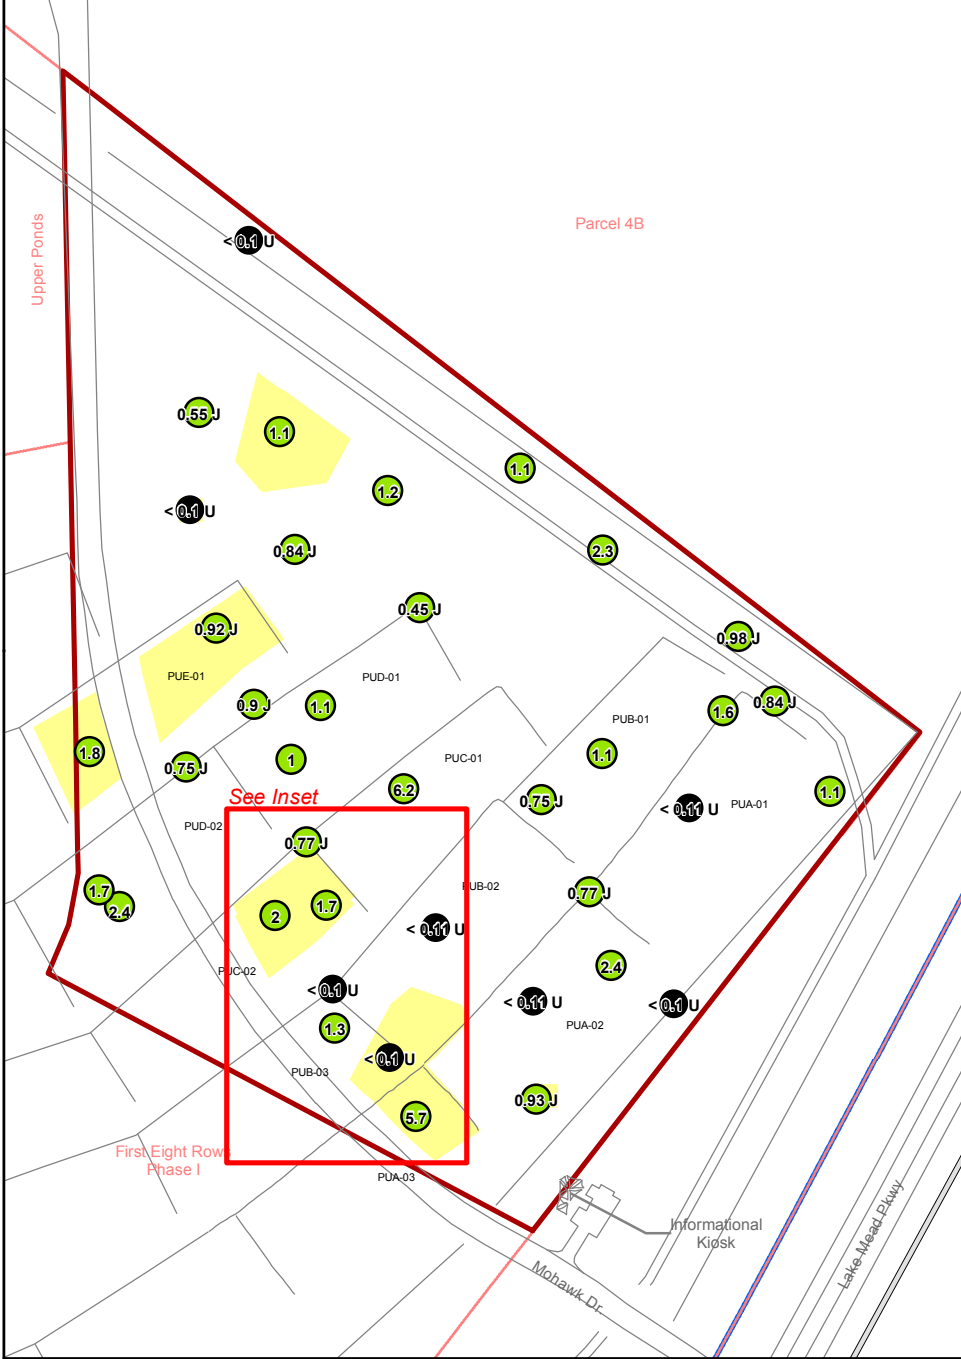 Parcel 4B
Upper Ponds
< 0.1 U
0.55 J
1.1
1.1
1.2
< 0.1 U
0.84 J
2.3
0.45 J
0.92 J
0.98 J
PUE-01
PUD-01
0.9 J
1.1
0.84 J
1.6
PUB-01
1.8
1.1
0.75 J
1
PUC-01
6.2
1.1
See Inset
0.75 J
< 0.11 U
PUA-01
PUD-02
0.77 J
1.7
2.4
PUB-02
0.77 J
2
1.7
< 0.11 U
2.4
PUC-02
< 0.1 U
< 0.11 U
< 0.1 U
1.3
PUA-02
< 0.1 U
PUB-03
0.93 J
5.7
First Eight Rows
Phase I
PUA-03
Informational
Kiosk
Lake Mead Pkwy
Mohawk Dr